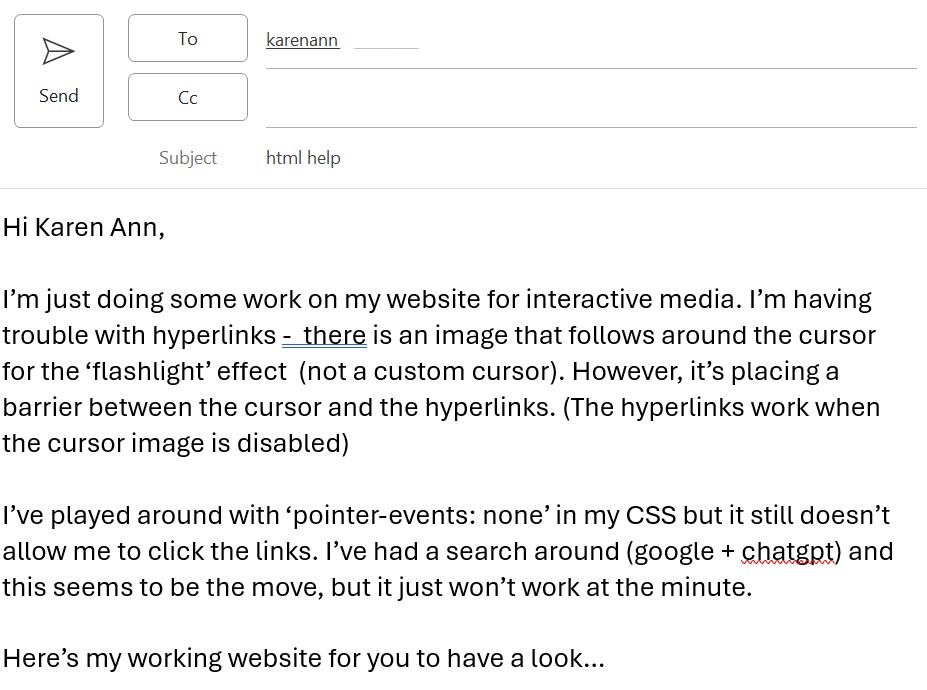 Send
To
karenann
Cc
Subject
html help
Hi Karen Ann,
I’m just doing some work on my website for interactive media. I’m having
trouble with hyperlinks -  there is an image that follows around the cursor
for the ‘flashlight’ effect  (not a custom cursor). However, it’s placing a
barrier between the cursor and the hyperlinks. (The hyperlinks work when
the cursor image is disabled)
I’ve played around with ‘pointer-events: none’ in my CSS but it still doesn’t
allow me to click the links. I’ve had a search around (google + chatgpt) and
this seems to be the move, but it just won’t work at the minute.
Here’s my working website for you to have a look...